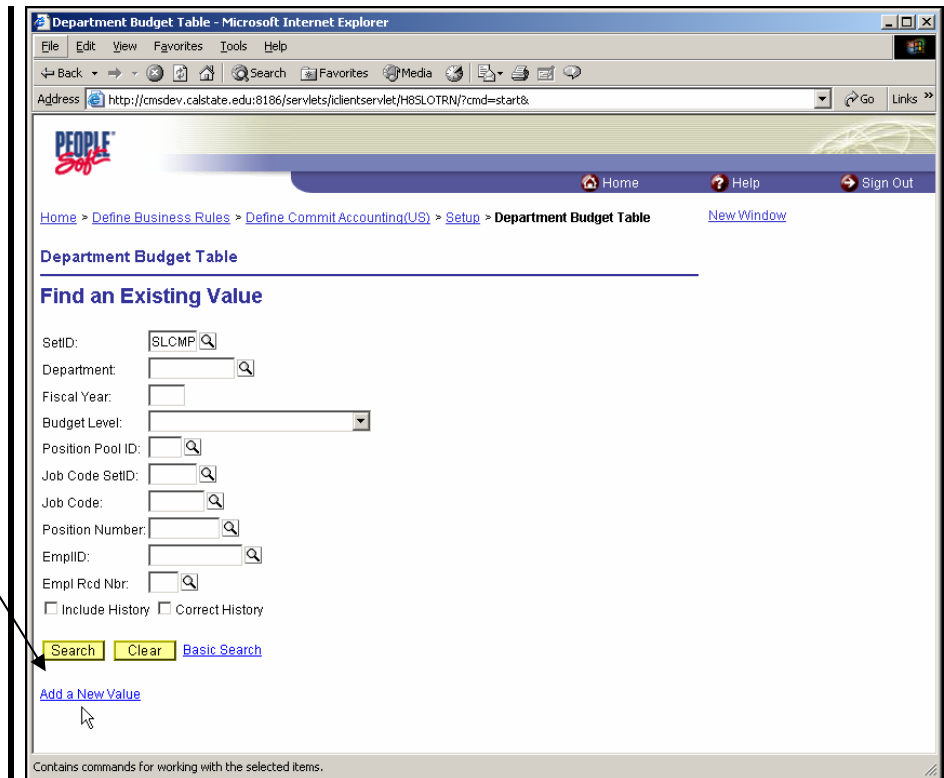 Department Budget Table - Microsoft Internet Explorer
File Edit View Favorites Tools Help
Back Search Favorites Media
Address http://cmsdev.calstate.edu:8186/servlets/iclientservlet/H8SLOTRN/?cmd=start& Go Links »
PEOPLE Soft
Home Help Sign Out
Home > Define Business Rules > Define Commit Accounting(US) > Setup > Department Budget Table New Window
Department Budget Table
Find an Existing Value
SetID: SLCMP
Department:
Fiscal Year:
Budget Level:
Position Pool ID:
Job Code SetID:
Job Code:
Position Number:
EmplID:
Empl Rcd Nbr:
Include History Correct History
Search Clear Basic Search
Add a New Value
Contains commands for working with the selected items.